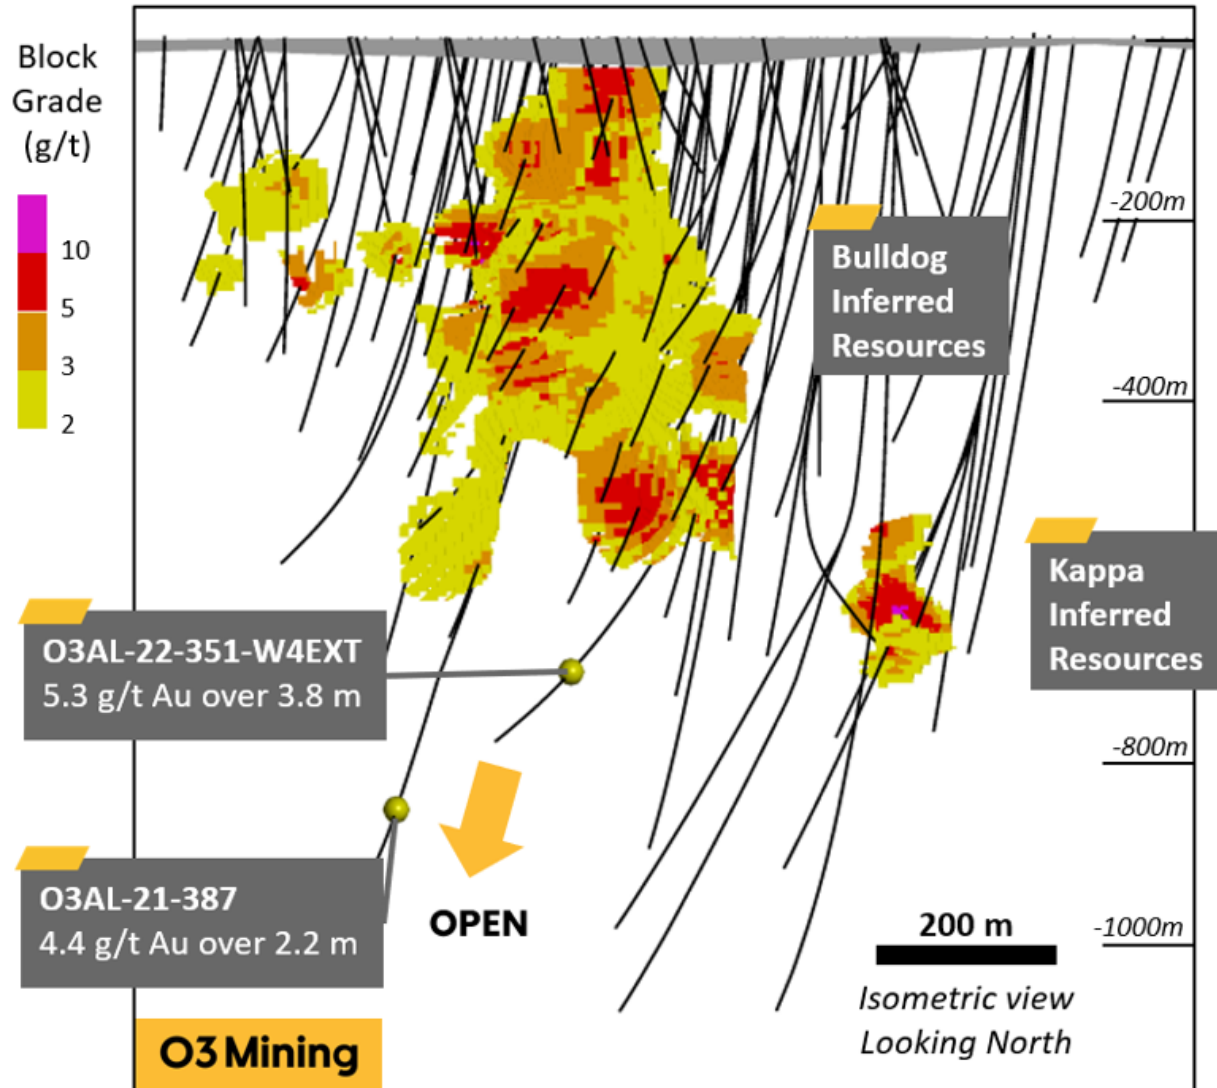 Block
Grade
(g/t)
10
5
3
2
-200m
Bulldog
Inferred
Resources
-400m
Kappa
Inferred
Resources
O3AL-22-351-W4EXT
5.3 g/t Au over 3.8 m
-800m
O3AL-21-387
4.4 g/t Au over 2.2 m
OPEN
200 m
-1000m
Isometric view
Looking North
O3 Mining